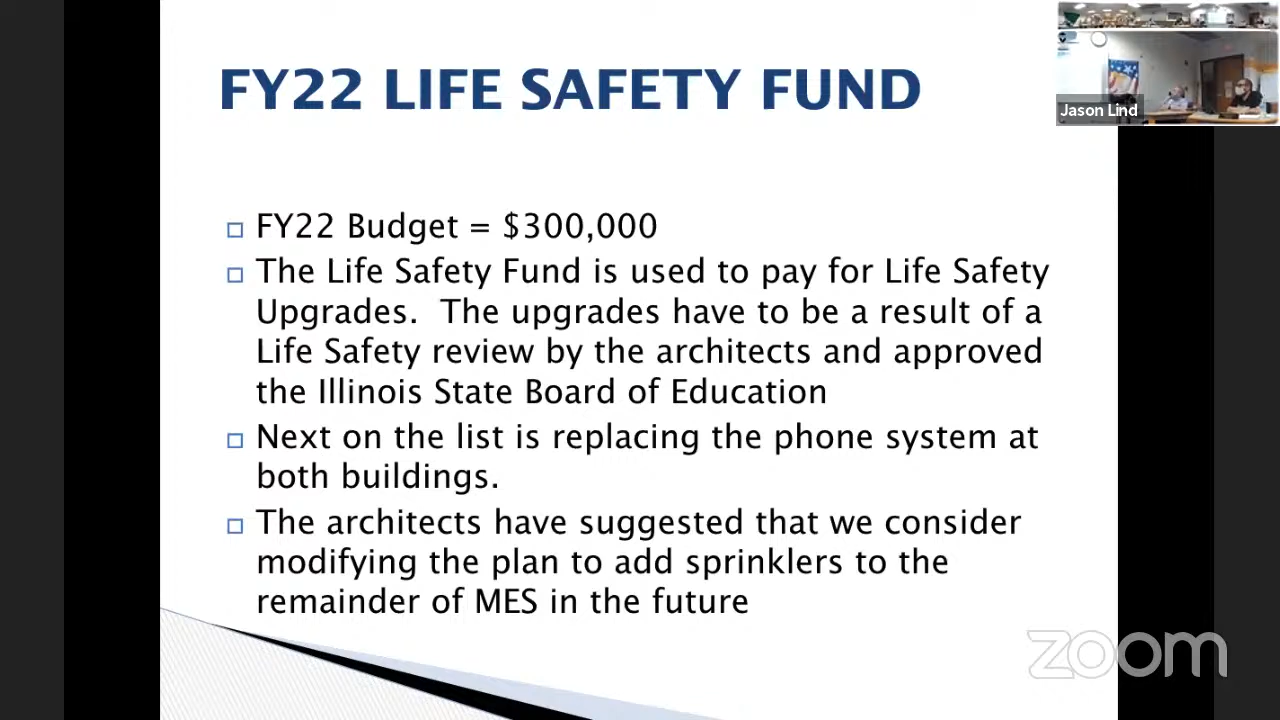 FY22 LIFE SAFETY FUND
Jason Lind
FY22 Budget = $300,000
The Life Safety Fund is used to pay for Life Safety
Upgrades.  The upgrades have to be a result of a
Life Safety review by the architects and approved
the Illinois State Board of Education
Next on the list is replacing the phone system at
both buildings.
The architects have suggested that we consider
modifying the plan to add sprinklers to the
remainder of MES in the future
zoom